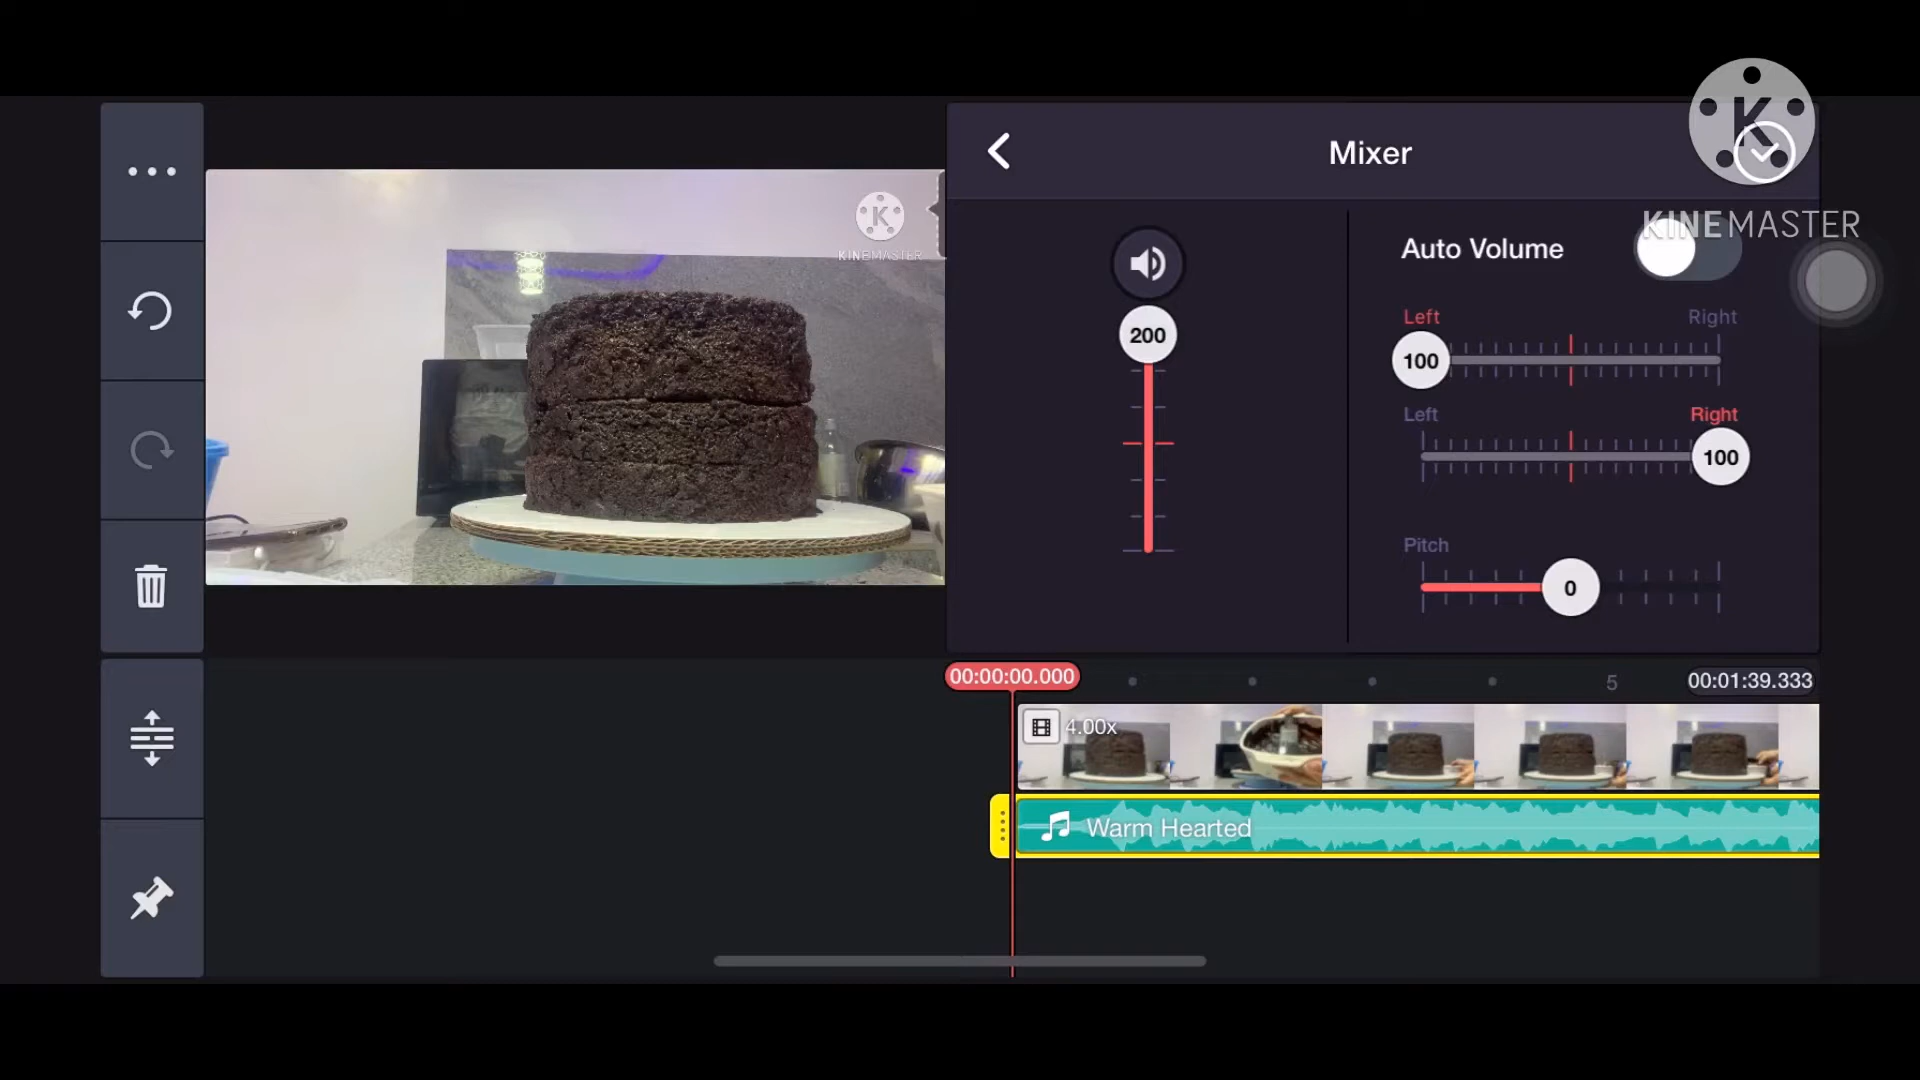 Mixer
KINEMASTER
KINEMASTER
Auto Volume
200
Left Right
100
Left Right
100
Pitch
0
00:00:00.000 5 00:01:39.333
4.00x
Warm Hearted